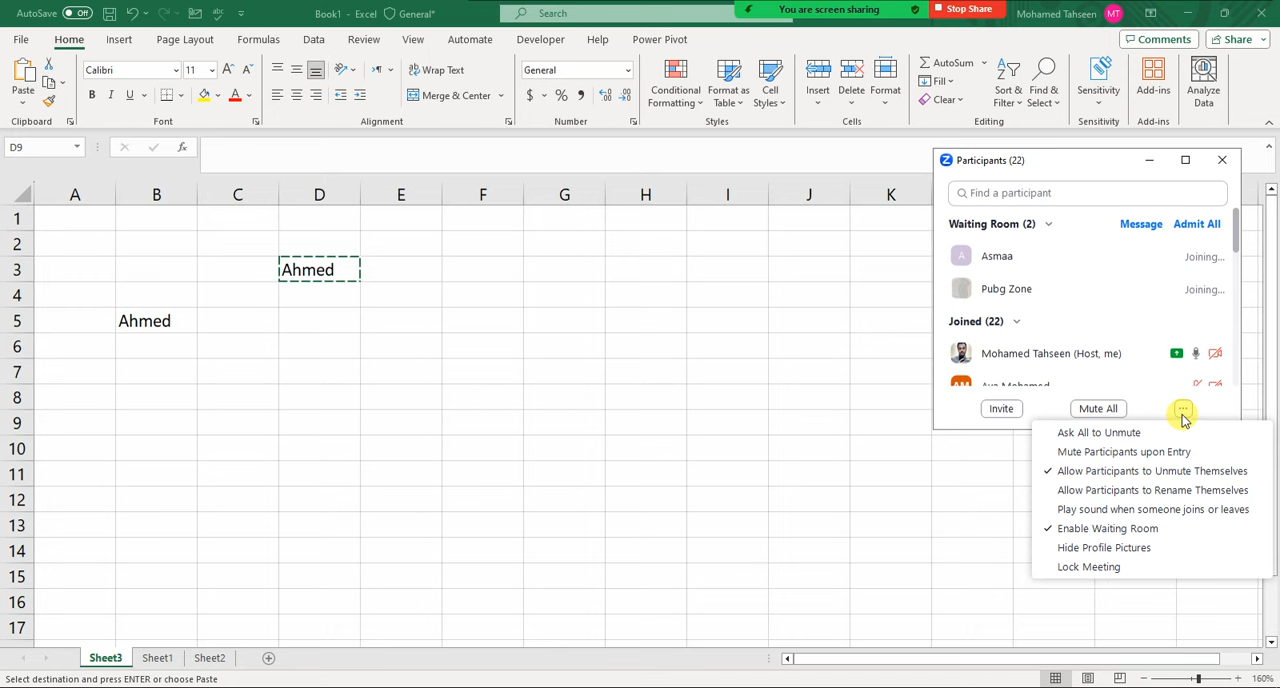 AutoSave Off Book1 - Excel General* Search You are screen sharing Stop Share Mohamed Tahseen MT
File Home Insert Page Layout Formulas Data Review View Automate Developer Help Power Pivot Comments Share
Paste Calibri 11 A^ A˅ B I U A ab Wrap Text Merge & Center General $ % , Conditional Formatting Format as Table Cell Styles Insert Delete Format AutoSum Fill Clear Sort & Filter Find & Select Sensitivity Add-ins Analyze Data
Clipboard Font Alignment Number Styles Cells Editing Sensitivity Add-ins
D9 fx
A B C D E F G H I J K
1
2
3 Ahmed
4
5 Ahmed
6
7
8
9
10
11
12
13
14
15
16
17
Participants (22)
Find a participant
Waiting Room (2) Message Admit All
A Asmaa Joining...
Pubg Zone Joining...
Joined (22)
Mohamed Tahseen (Host, me)
Invite Mute All ...
Ask All to Unmute
Mute Participants upon Entry
Allow Participants to Unmute Themselves
Allow Participants to Rename Themselves
Play sound when someone joins or leaves
Enable Waiting Room
Hide Profile Pictures
Lock Meeting
Sheet3 Sheet1 Sheet2
Select destination and press ENTER or choose Paste 160%